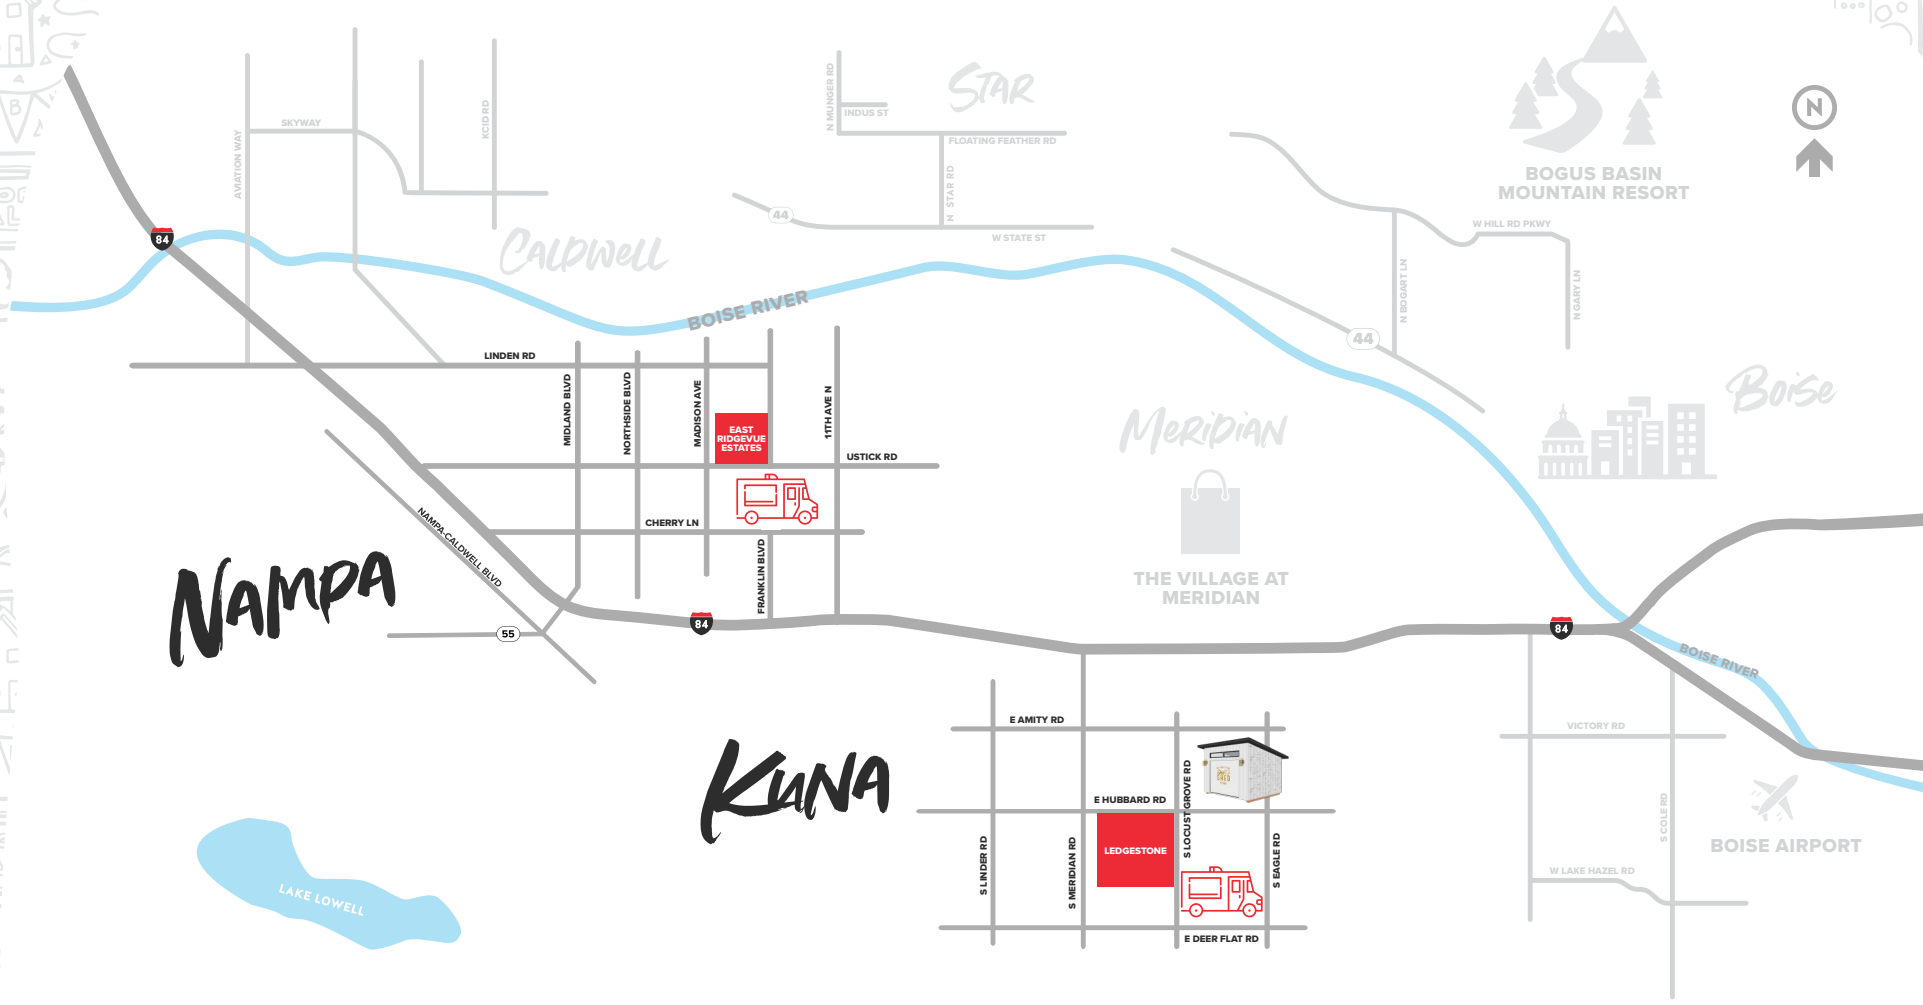 STAR
N MUNGER RD
INDUS ST
FLOATING FEATHER RD
N STAR RD
44
W STATE ST
KCID RD
SKYWAY
AVIATION WAY
84
CALDWELL
BOISE RIVER
N
BOGUS BASIN
MOUNTAIN RESORT
W HILL RD PKWY
N BOGART LN
N GARY LN
44
BOISE
MERIDIAN
THE VILLAGE AT
MERIDIAN
LINDEN RD
MIDLAND BLVD
NORTHSIDE BLVD
MADISON AVE
11TH AVE N
EAST
RIDGEVUE
ESTATES
USTICK RD
CHERRY LN
FRANKLIN BLVD
NAMPA-CALDWELL BLVD
NAMPA
55
84
84
BOISE RIVER
KUNA
E AMITY RD
E HUBBARD RD
S LOCUST GROVE RD
S LINDER RD
S MERIDIAN RD
LEDGESTONE
S EAGLE RD
E DEER FLAT RD
VICTORY RD
S COLE RD
W LAKE HAZEL RD
BOISE AIRPORT
LAKE LOWELL
B